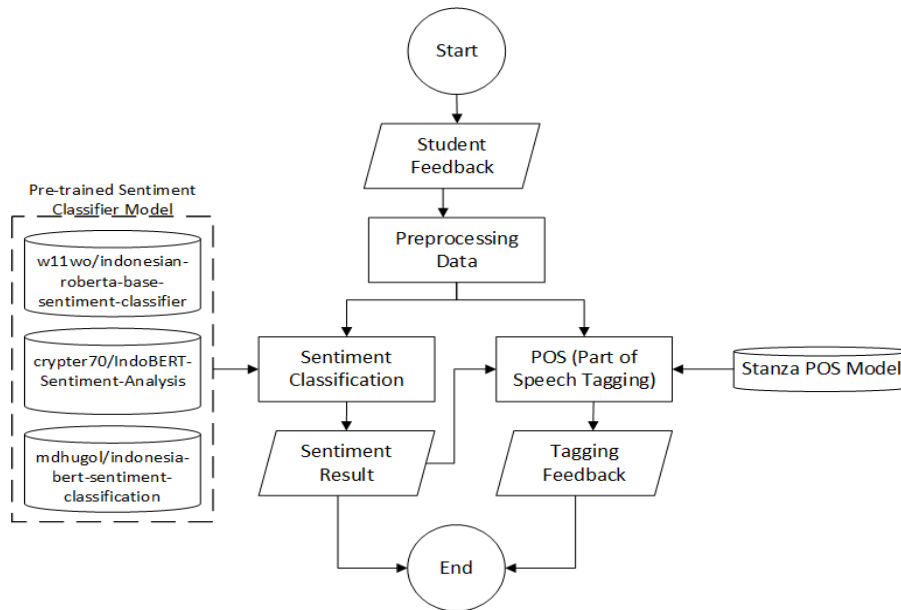 Start
Student
Feedback
Pre-trained Sentiment
Classifier Model
Preprocessing
Data
w11wo/indonesian-
roberta-base-
sentiment-classifier
crypter70/IndoBERT-
Sentiment-Analysis
mdhugol/indonesia-
bert-sentiment-
classification
Sentiment
Classification
POS (Part of
Speech Tagging)
Stanza POS Model
Sentiment
Result
Tagging
Feedback
End